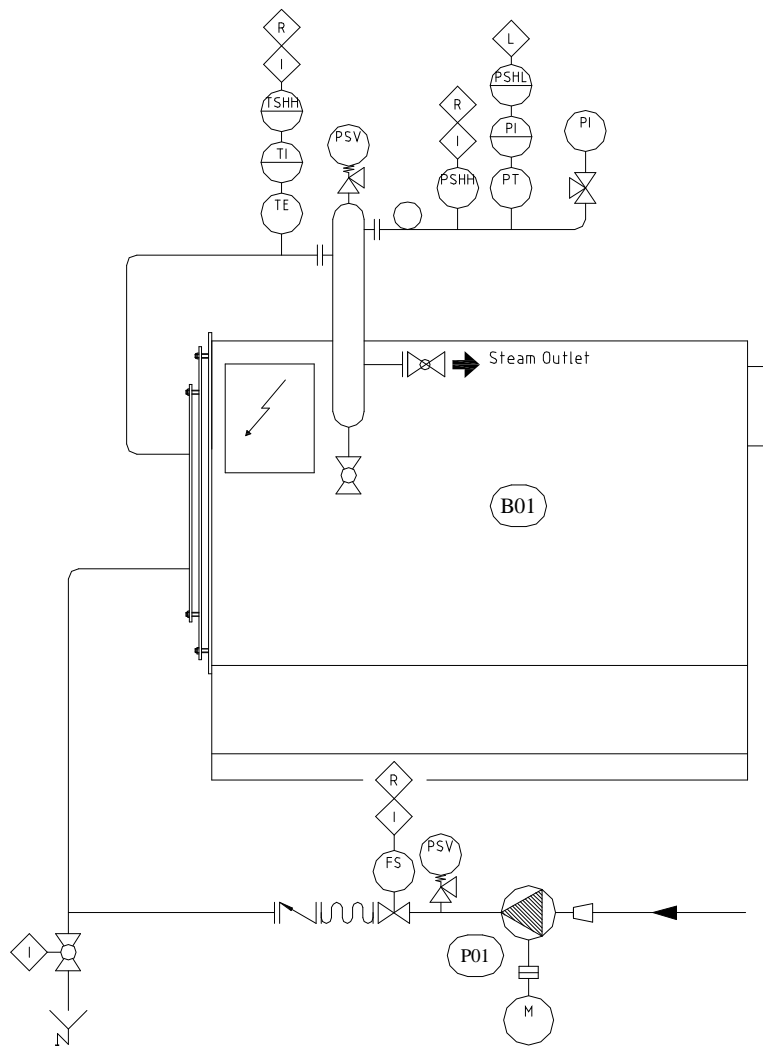 R
I
TSHH
TI
TE
PSV
R
I
PSHH
L
PSHL
PI
PT
PI
Steam Outlet
B01
R
I
FS
PSV
P01
M
I